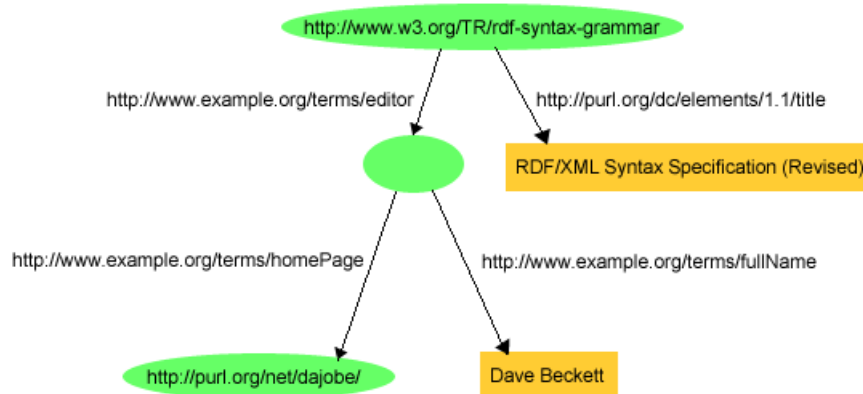 http://www.w3.org/TR/rdf-syntax-grammar
http://www.example.org/terms/editor
http://purl.org/dc/elements/1.1/title
RDF/XML Syntax Specification (Revised)
http://www.example.org/terms/homePage
http://www.example.org/terms/fullName
http://purl.org/net/dajobe/
Dave Beckett